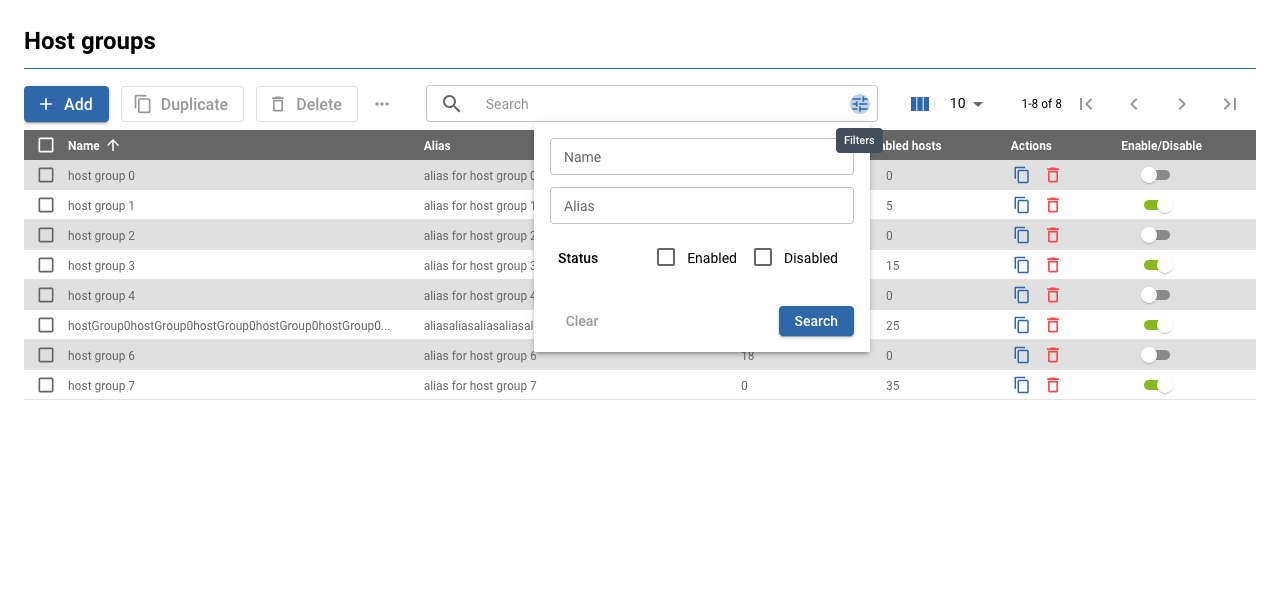 Host groups
Add Duplicate Delete Search 10 1-8 of 8
Filters
Name Alias abled hosts Actions Enable/Disable
Name
host group 0 alias for host group 0 0
host group 1 alias for host group 1 5
Alias
host group 2 alias for host group 2 0
Status Enabled Disabled
host group 3 alias for host group 3 15
host group 4 alias for host group 4 0
Clear Search
hostGroup0hostGroup0hostGroup0hostGroup0hostGroup0... aliasaliasaliasaliasal 25
host group 6 alias for host group 6 18 0
host group 7 alias for host group 7 0 35